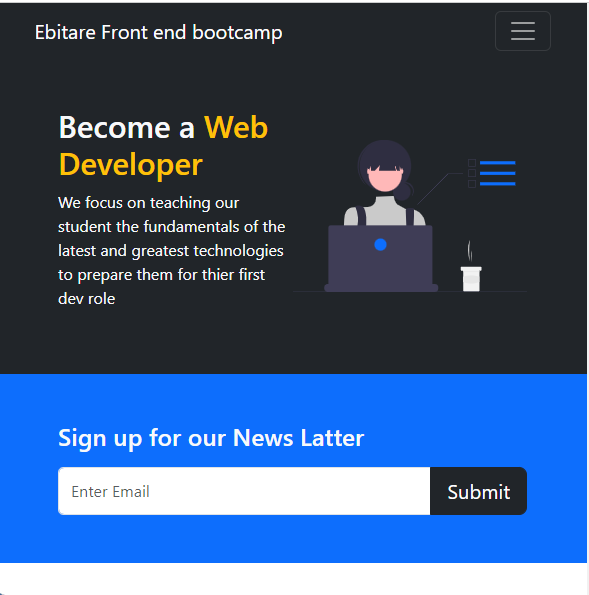 Ebitare Front end bootcamp
Become a Web
Developer
We focus on teaching our
student the fundamentals of the
latest and greatest technologies
to prepare them for thier first
dev role
Sign up for our News Latter
Enter Email
Submit